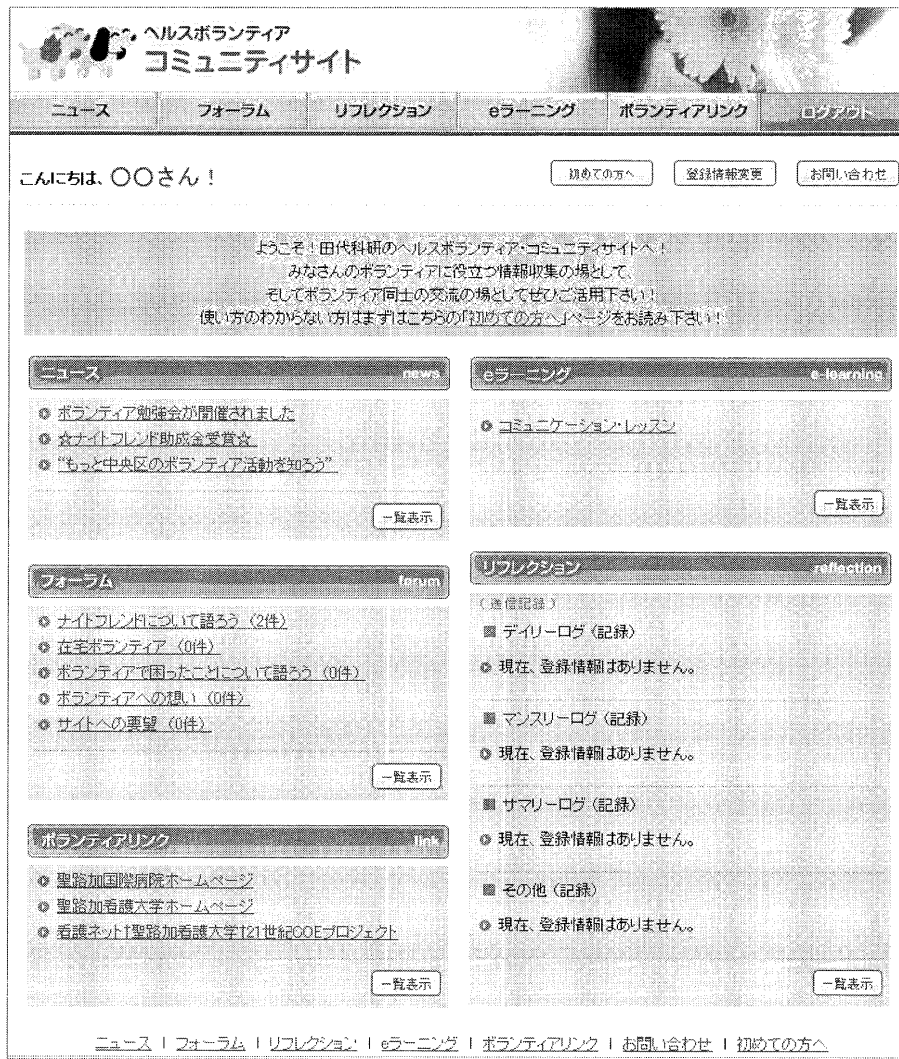 ヘルスボランティア
コミュニティサイト
ニュース フォーラム リフレクション eラーニング ボランティアリンク ログアウト
こんにちは、〇〇さん！ 初めての方へ 登録情報変更 お問い合わせ
ようこそ！田代科研のヘルスボランティア・コミュニティサイトへ！
みなさんのボランティアに役立つ情報収集の場として、
そしてボランティア同士の交流の場としてぜひご活用下さい！
使い方のわからない方はまずはこちらの「初めての方へ」ページをお読み下さい！
ニュース news
ボランティア勉強会が開催されました
☆ナイトフレンド助成金受賞☆
“もっと中央区のボランティア活動を知ろう”
一覧表示
eラーニング e-learning
コミュニケーション・レッスン
一覧表示
フォーラム forum
ナイトフレンドについて語ろう（2件）
在宅ボランティア（0件）
ボランティアで困ったことについて語ろう（0件）
ボランティアへの想い（0件）
サイトへの要望（0件）
一覧表示
リフレクション reflection
（送信記録）
デイリーログ（記録）
現在、登録情報はありません。
マンスリーログ（記録）
現在、登録情報はありません。
サマリーログ（記録）
現在、登録情報はありません。
その他（記録）
現在、登録情報はありません。
一覧表示
ボランティアリンク link
聖路加国際病院ホームページ
聖路加看護大学ホームページ
看護ネット†聖路加看護大学†21世紀COEプロジェクト
一覧表示
ニュース | フォーラム | リフレクション | eラーニング | ボランティアリンク | お問い合わせ | 初めての方へ